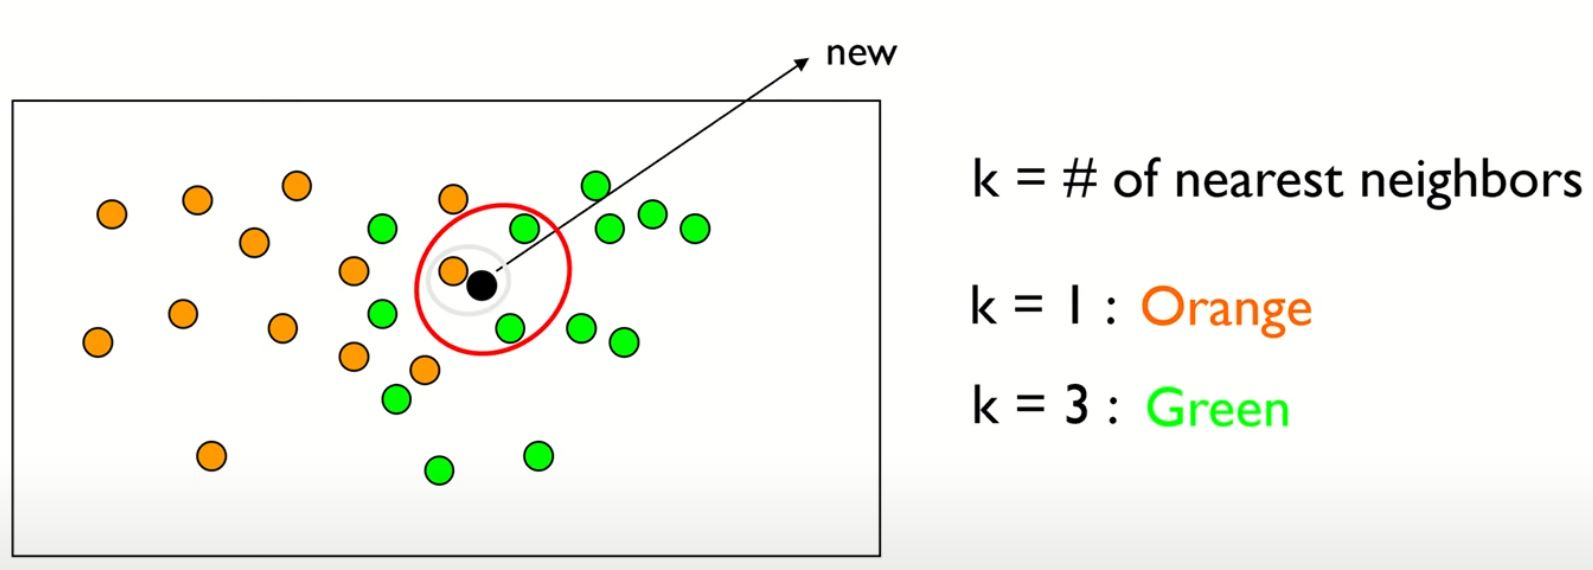 new
k = # of nearest neighbors
k = 1 : Orange
k = 3 : Green